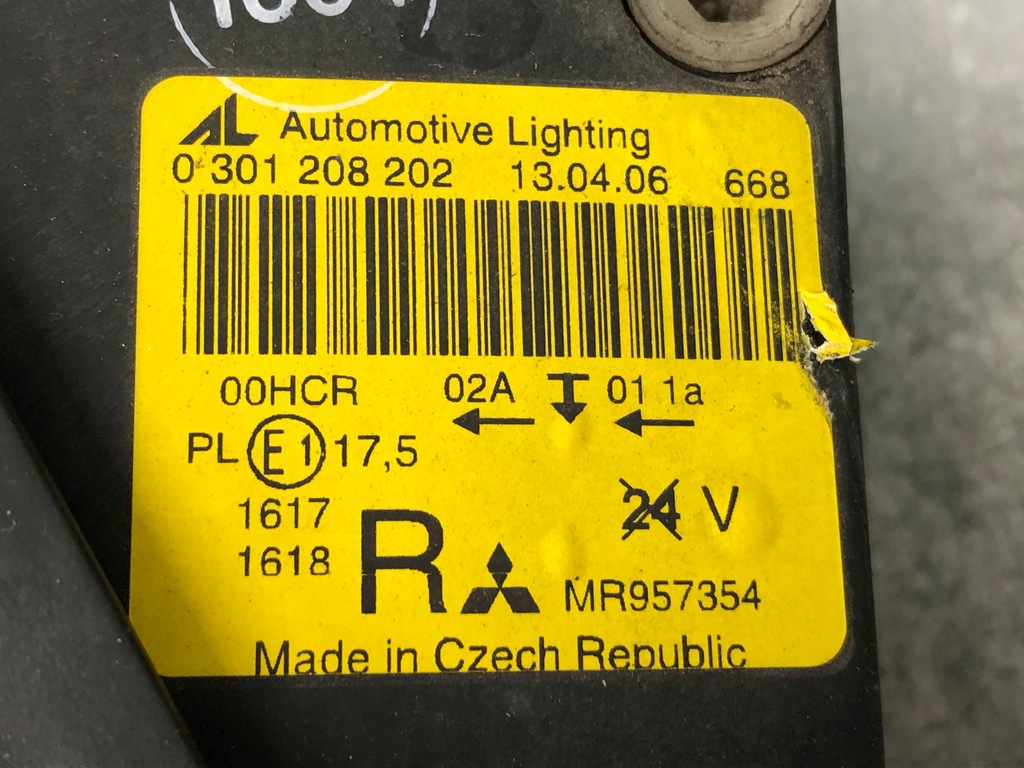 AL Automotive Lighting
0 301 208 202 13.04.06 668
00HCR 02A 01 1a
PL E1 17,5
24 V
1617
1618
R MR957354
Made in Czech Republic